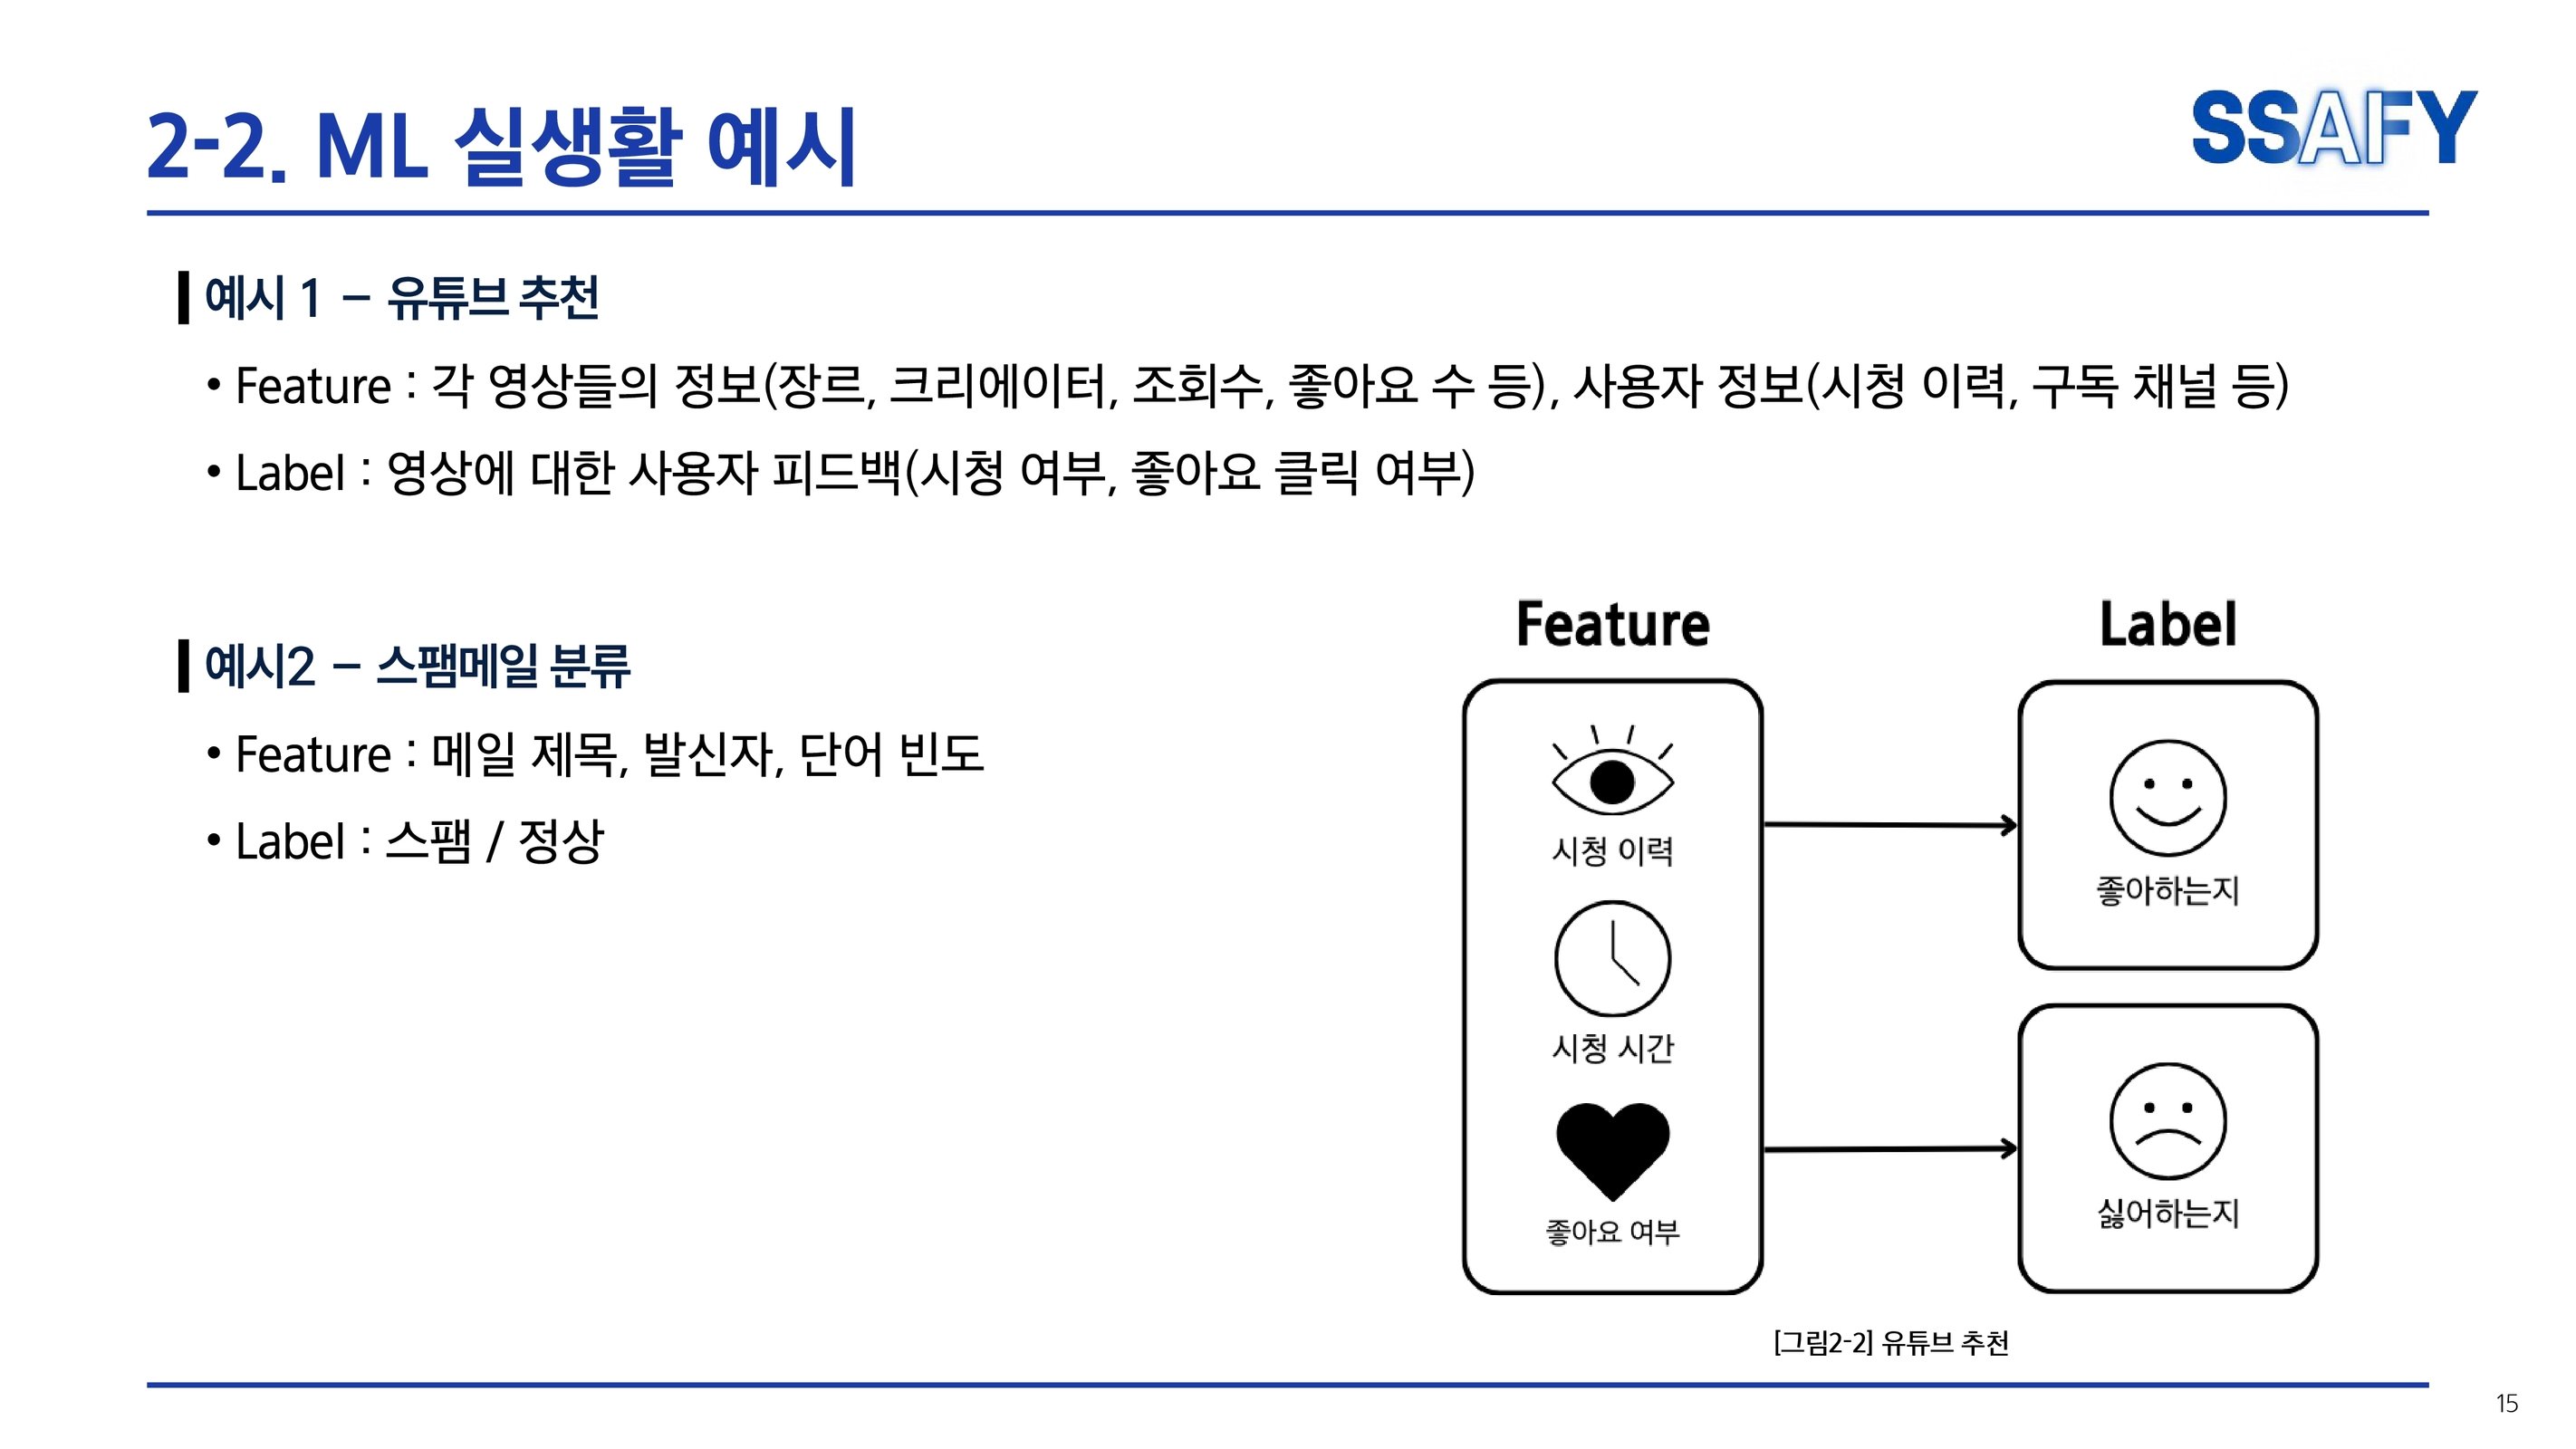 2-2. ML 실생활 예시
SSAFY
예시 1 – 유튜브 추천
• Feature : 각 영상들의 정보(장르, 크리에이터, 조회수, 좋아요 수 등), 사용자 정보(시청 이력, 구독 채널 등)
• Label : 영상에 대한 사용자 피드백(시청 여부, 좋아요 클릭 여부)
예시2 – 스팸메일 분류
• Feature : 메일 제목, 발신자, 단어 빈도
• Label : 스팸 / 정상
Feature
시청 이력
시청 시간
좋아요 여부
Label
좋아하는지
싫어하는지
[그림2-2] 유튜브 추천
15